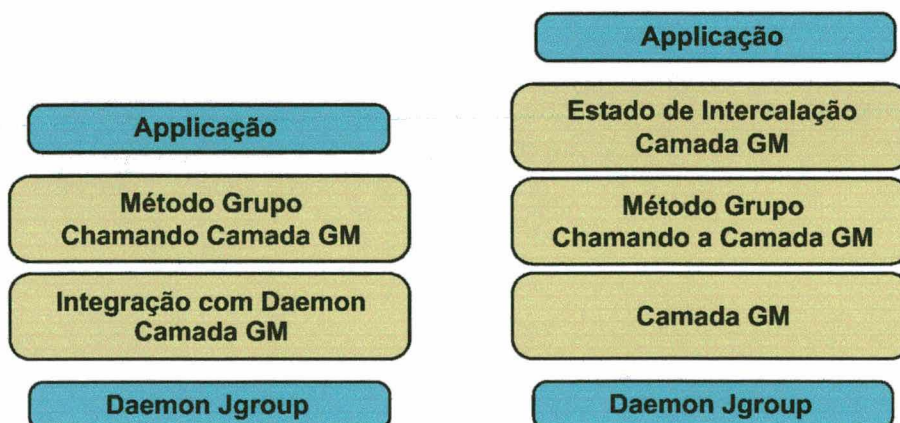 Applicação
Método Grupo
Chamando Camada GM
Integração com Daemon
Camada GM
Daemon Jgroup
Applicação
Estado de Intercalação
Camada GM
Método Grupo
Chamando a Camada GM
Camada GM
Daemon Jgroup